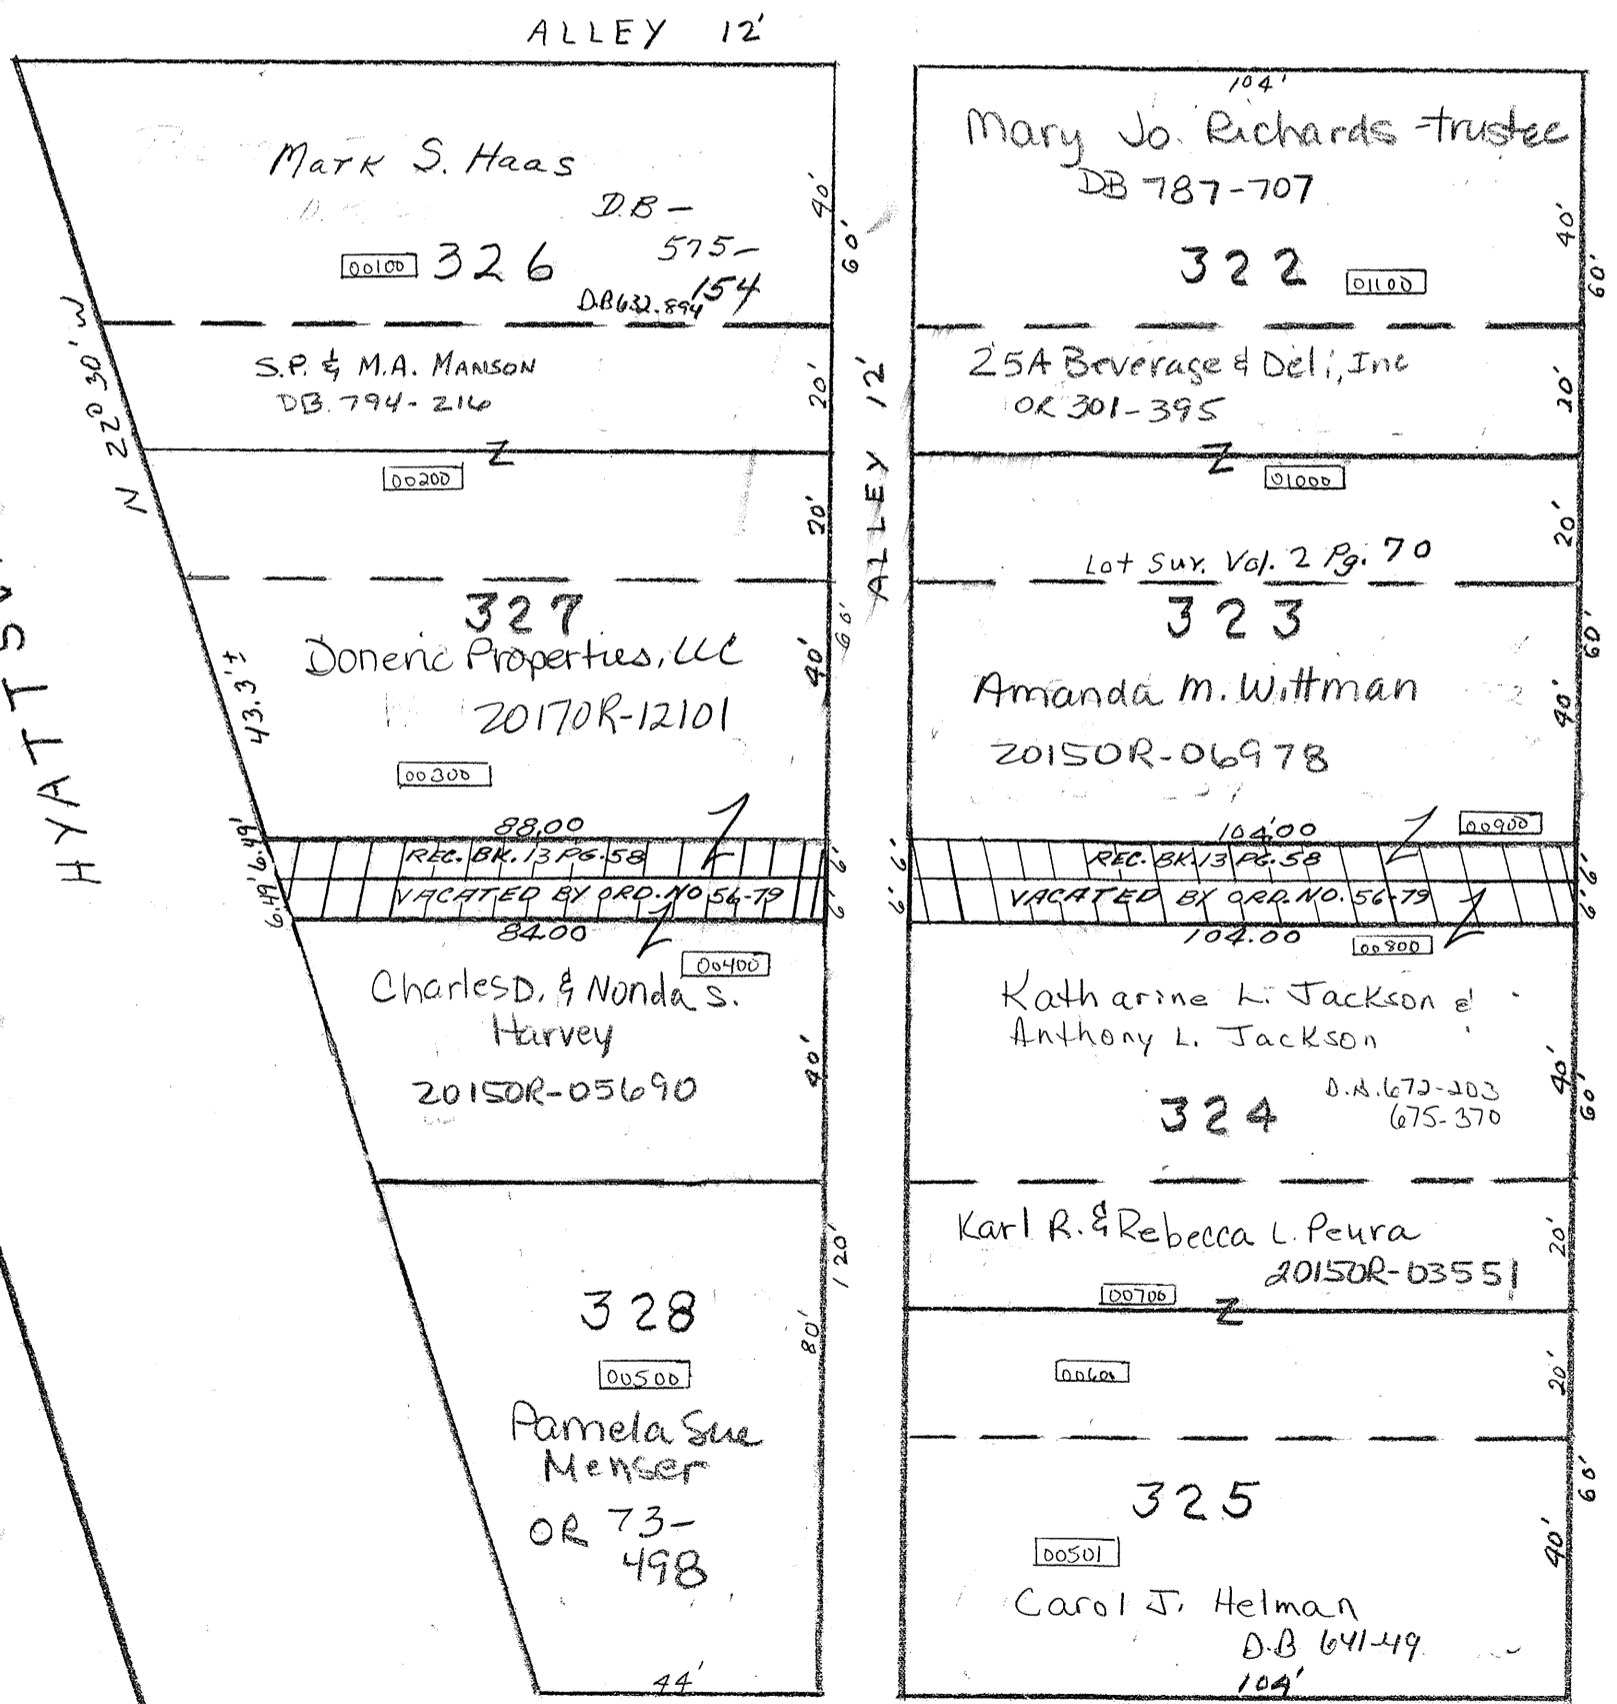 ALLEY 12'
Mark S. Haas
D.B-
575-
154
00100 326
D.B 632-894
40'
60'
N 22° 30' W
S.P. & M.A. MANSON
DB. 794-216
20'
Z
00200
20'
327
Doneric Properties, LLC
20170R-12101
00300
43.3' ±
40'
60'
HYATTS
88.00
REC. BK. 13 PG. 58
VACATED BY ORD. NO 56-79
84.00
6.49' 6.49'
6' 6'
00400
Charles D. & Nonda S.
Harvey
20150R-05690
40'
120'
328
00500
80'
Pamela Sue
Menser
OR 73-
498
44'
ALLEY 12'
104'
Mary Jo. Richards -trustee
DB 787-707
322 01100
40'
60'
25A Beverage & Deli, Inc
OR 301-395
20'
Z
01000
20'
Lot Sur. Vol. 2 Pg. 70
323
60'
Amanda M. Wittman
20150R-06978
40'
00900
104.00
REC. BK 13 PG. 58
VACATED BY ORD. NO. 56-79
104.00
6' 6'
6' 6'
00800
Katharine L. Jackson &
Anthony L. Jackson
D.B. 672-203
675-370
324
40'
60'
Karl R. & Rebecca L. Peura
20150R-03551
00700
20'
Z
00600
20'
325
60'
00501
40'
Carol J. Helman
D.B 641-49
104'